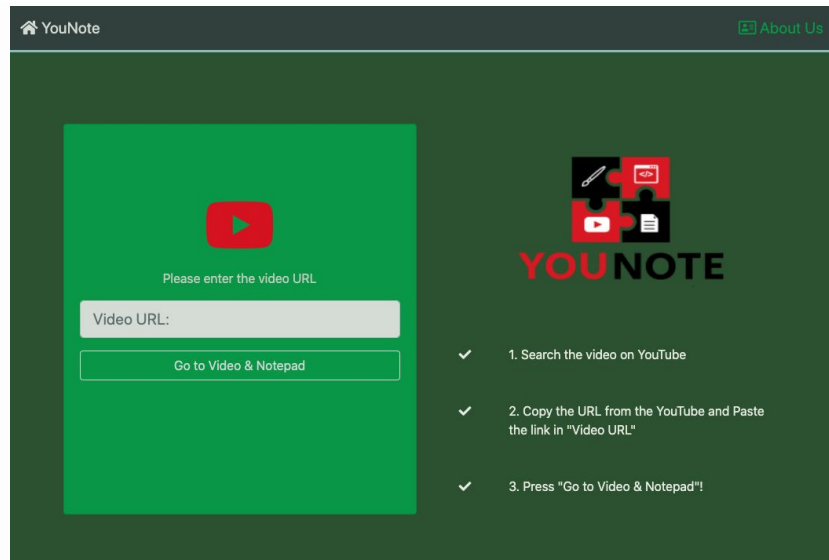 YouNote
About Us
Please enter the video URL
Video URL:
Go to Video & Notepad
YOUNOTE
1. Search the video on YouTube
2. Copy the URL from the YouTube and Paste
the link in "Video URL"
3. Press "Go to Video & Notepad"!